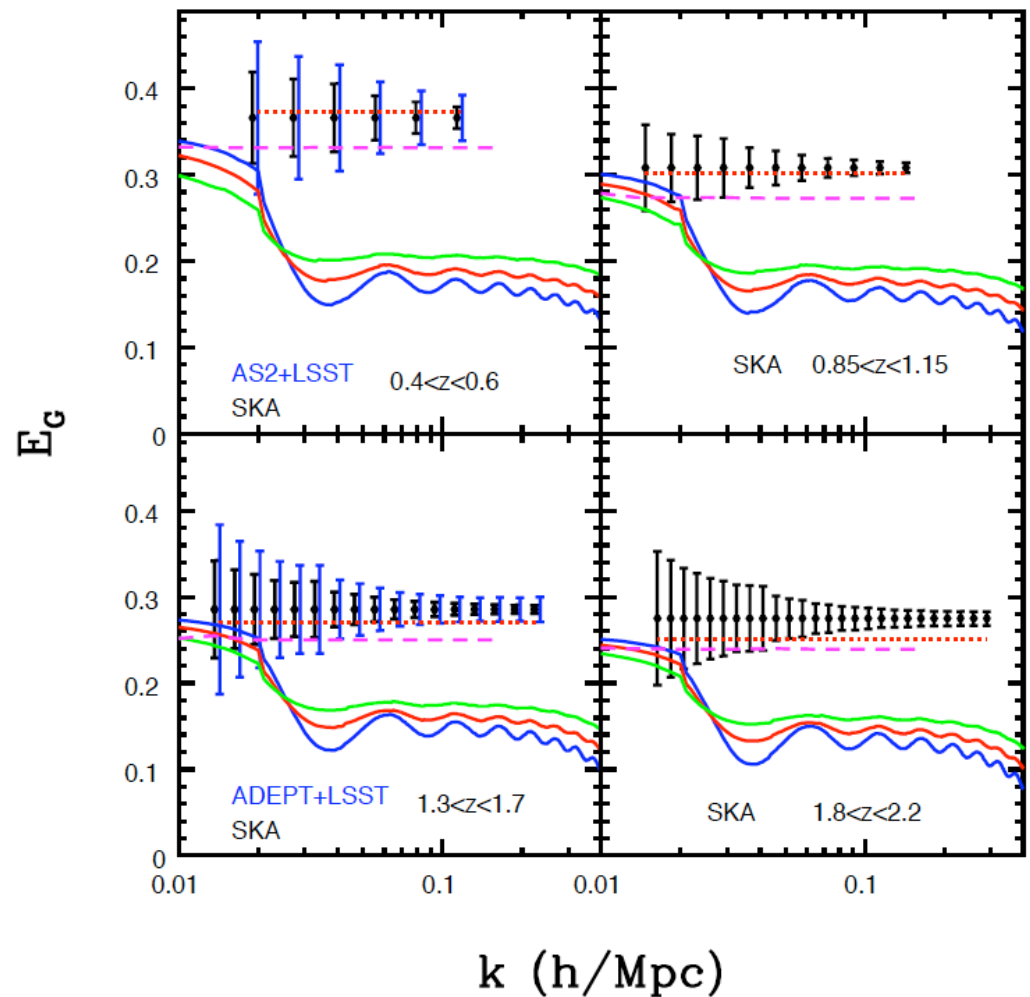 0.4
0.3
0.2
0.1
0
AS2+LSST
SKA
0.4<z<0.6
SKA 0.85<z<1.15
E_G
0.4
0.3
0.2
0.1
0
ADEPT+LSST
SKA
1.3<z<1.7
SKA 1.8<z<2.2
0.01 0.1 0.01 0.1
k (h/Mpc)